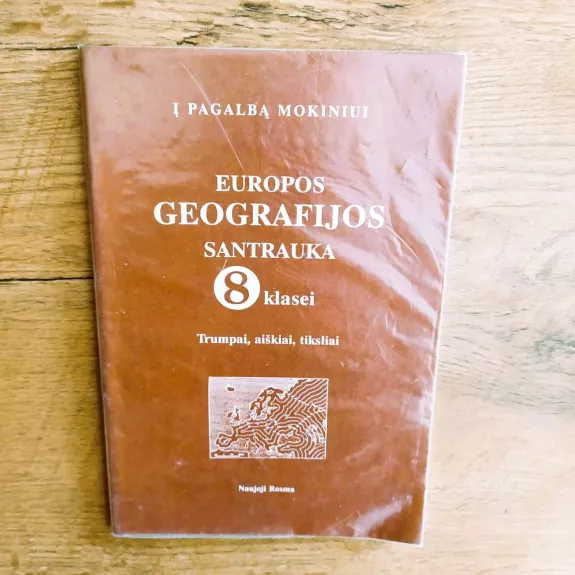 Į PAGALBĄ MOKINIUI
EUROPOS
GEOGRAFIJOS
SANTRAUKA
8 klasei
Trumpai, aiškiai, tiksliai
Naujoji Rosma